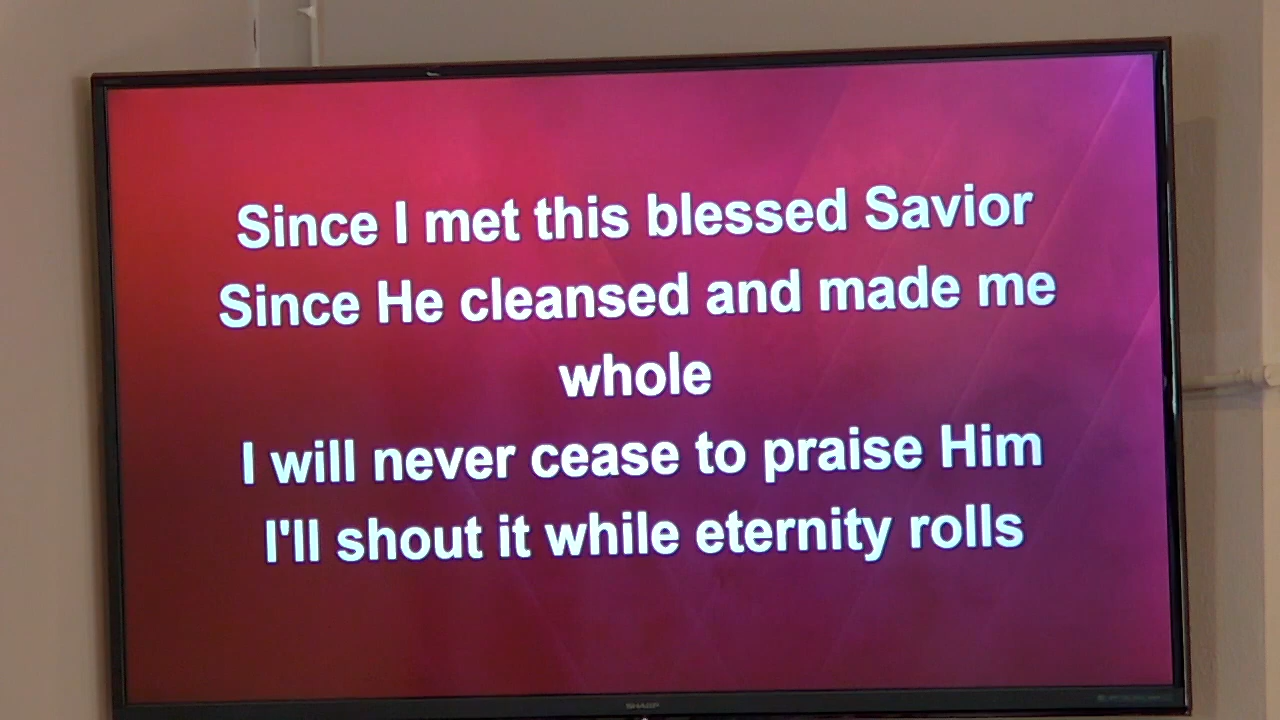 Since I met this blessed Savior
Since He cleansed and made me
whole
I will never cease to praise Him
I'll shout it while eternity rolls
SHARP